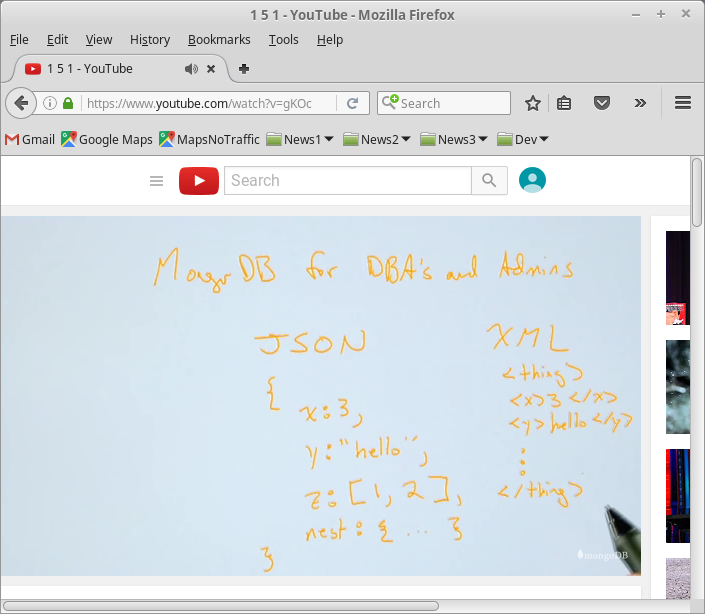 1 5 1 - YouTube - Mozilla Firefox
File Edit View History Bookmarks Tools Help
1 5 1 - YouTube
https://www.youtube.com/watch?v=gKOc
Search
Gmail Google Maps MapsNoTraffic News1 News2 News3 Dev
Search
MongoDB for DBA's and Admins
JSON XML
{ <thing>
x:3, <x>3</x>
<y>hello</y>
y:"hello",
:
z:[1, 2], </thing>
nest: { ... }
}
mongoDB